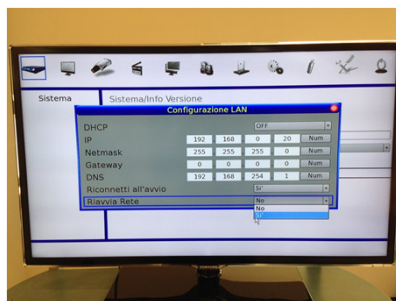 Sistema
Sistema/Info Versione
Configurazione LAN
DHCP OFF
IP 192 168 0 20 Num
Netmask 255 255 255 0 Num
Gateway 0 0 0 0 Num
DNS 192 168 254 1 Num
Riconnetti all'avvio Si'
Riavvia Rete No
No
Si'